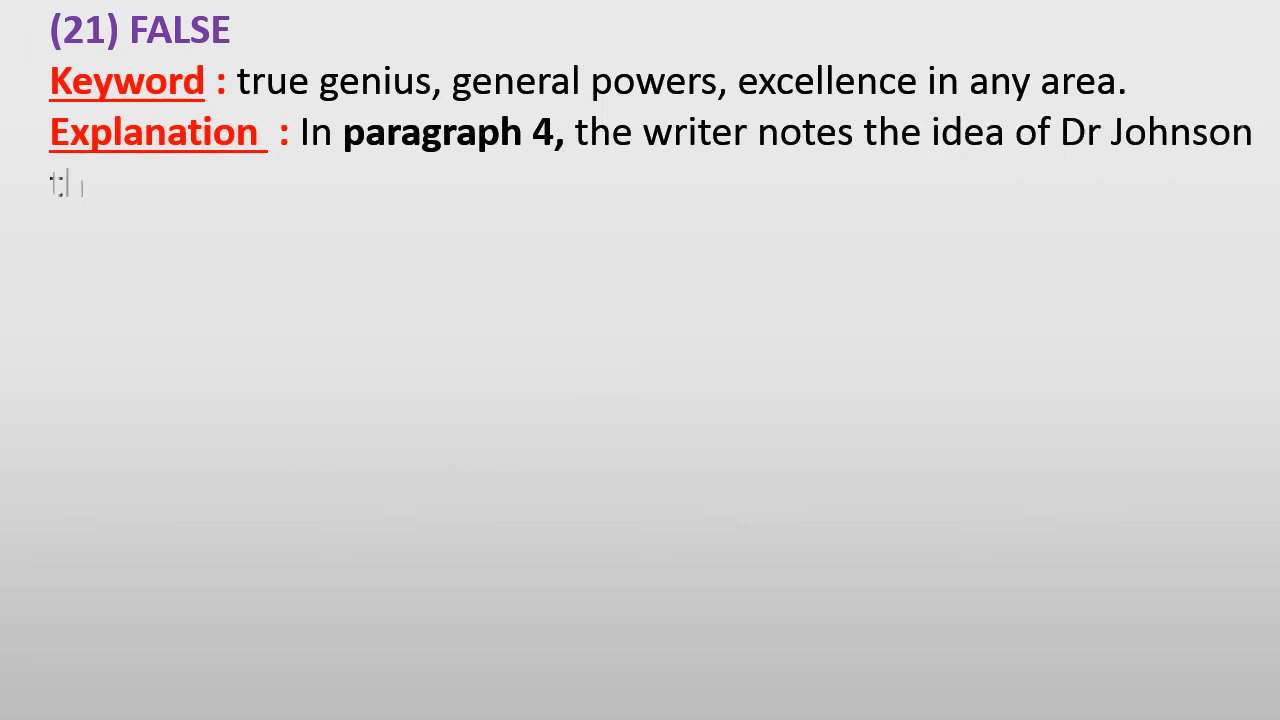 (21) FALSE
Keyword : true genius, general powers, excellence in any area.
Explanation : In paragraph 4, the writer notes the idea of Dr Johnson